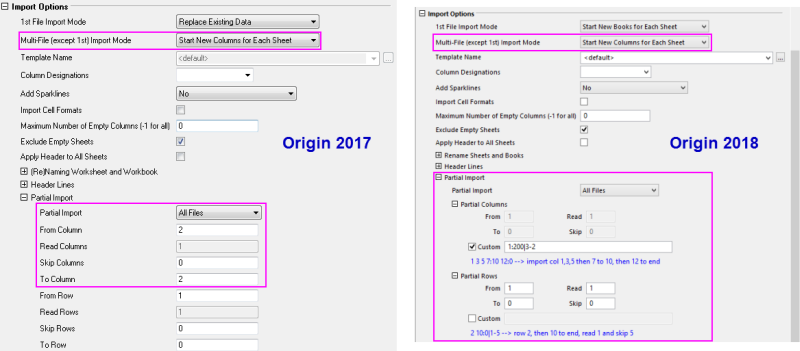 Import Options
1st File Import Mode Replace Existing Data
Multi-File (except 1st) Import Mode Start New Columns for Each Sheet
Template Name <default> ...
Column Designations
Add Sparklines No
Import Cell Formats
Maximum Number of Empty Columns (-1 for all) 0
Exclude Empty Sheets
Origin 2017
Apply Header to All Sheets
(Re)Naming Worksheet and Workbook
Header Lines
Partial Import
Partial Import All Files
From Column 2
Read Columns 1
Skip Columns 0
To Column 2
From Row 1
Read Rows 1
Skip Rows 0
To Row 0
Import Options
1st File Import Mode Start New Books for Each Sheet
Multi-File (except 1st) Import Mode Start New Columns for Each Sheet
Template Name <default> ...
Column Designations
Add Sparklines No
Import Cell Formats
Maximum Number of Empty Columns (-1 for all) 0
Exclude Empty Sheets
Origin 2018
Apply Header to All Sheets
Rename Sheets and Books
Header Lines
Partial Import
Partial Import All Files
Partial Columns
From 1 Read 1
To 0 Skip 0
Custom 1:200|3-2
1 3 5 7:10 12:0 --> import col 1,3,5 then 7 to 10, then 12 to end
Partial Rows
From 1 Read 1
To 0 Skip 0
Custom
2 10:0|1-5 --> row 2, then 10 to end, read 1 and skip 5